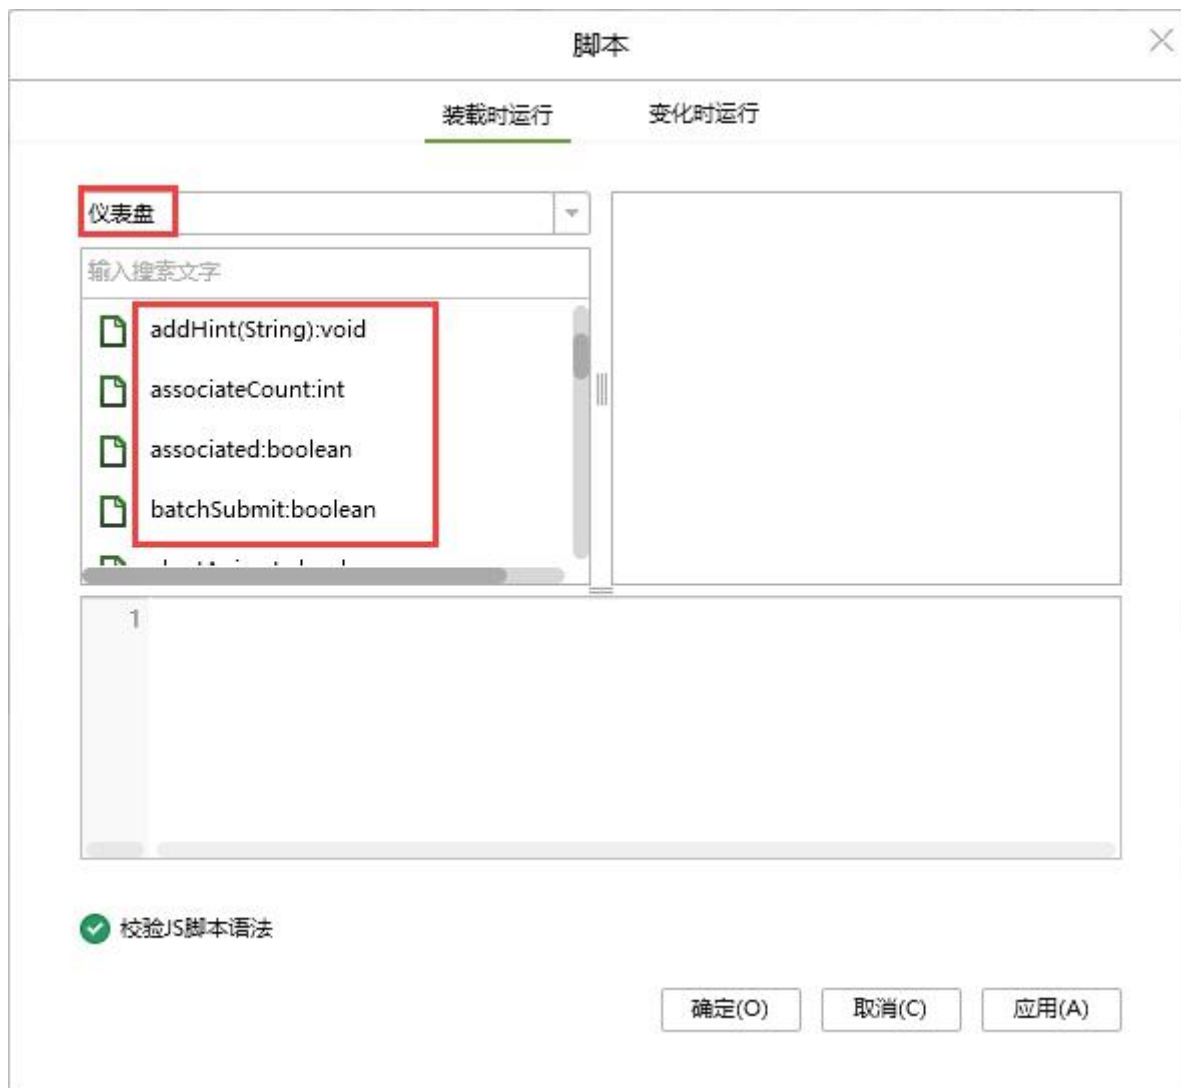 脚本
装载时运行 变化时运行
仪表盘
输入搜索文字
addHint(String):void
associateCount:int
associated:boolean
batchSubmit:boolean
1
校验JS脚本语法
确定(O) 取消(C) 应用(A)